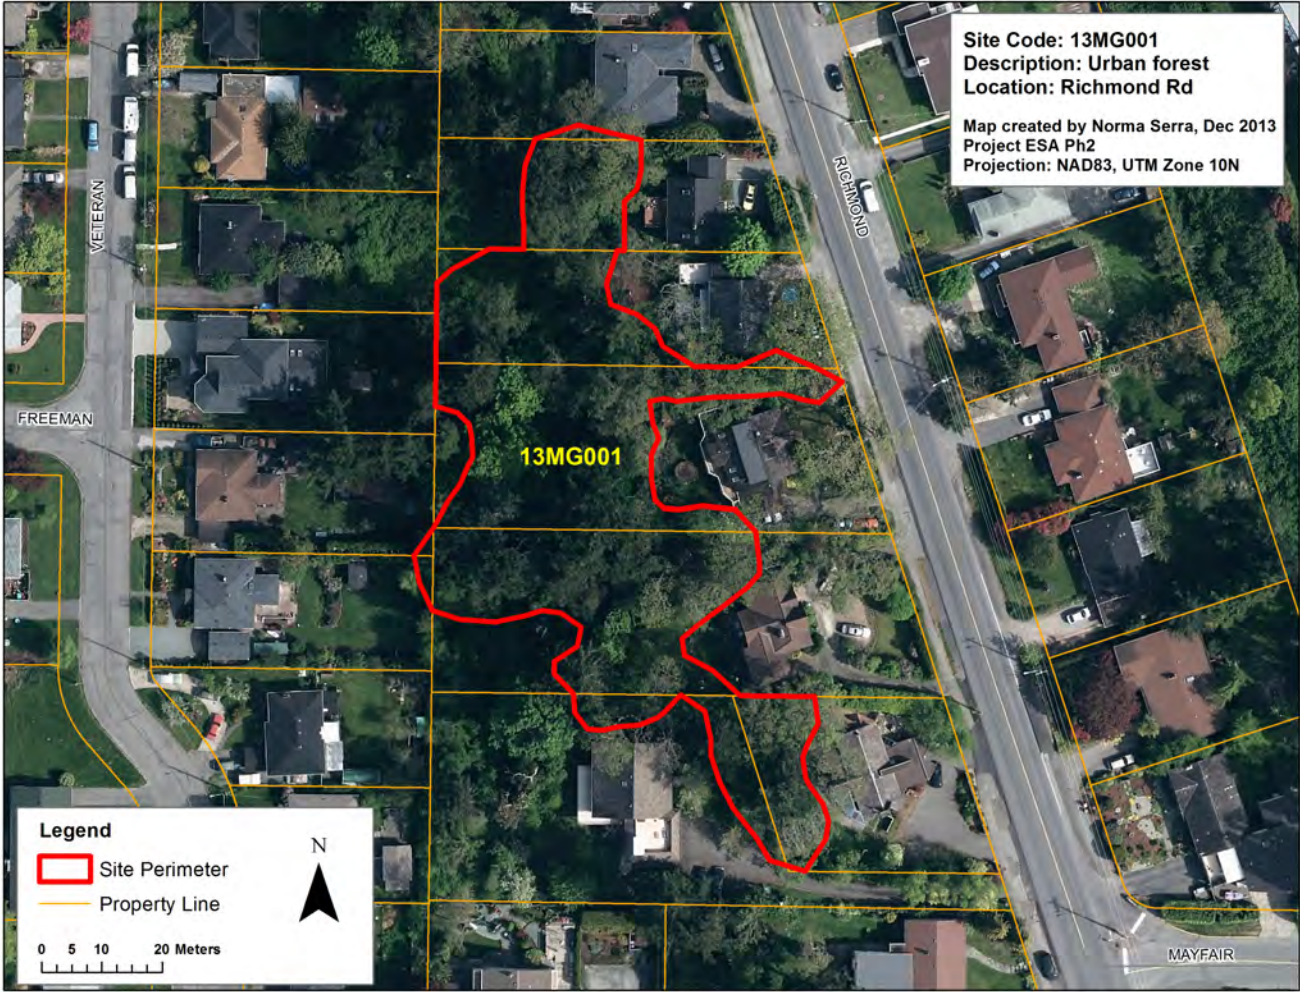 Site Code: 13MG001
Description: Urban forest
Location: Richmond Rd
Map created by Norma Serra, Dec 2013
Project ESA Ph2
Projection: NAD83, UTM Zone 10N
VETERAN
RICHMOND
FREEMAN
13MG001
Legend
Site Perimeter
Property Line
N
0 5 10 20 Meters
MAYFAIR